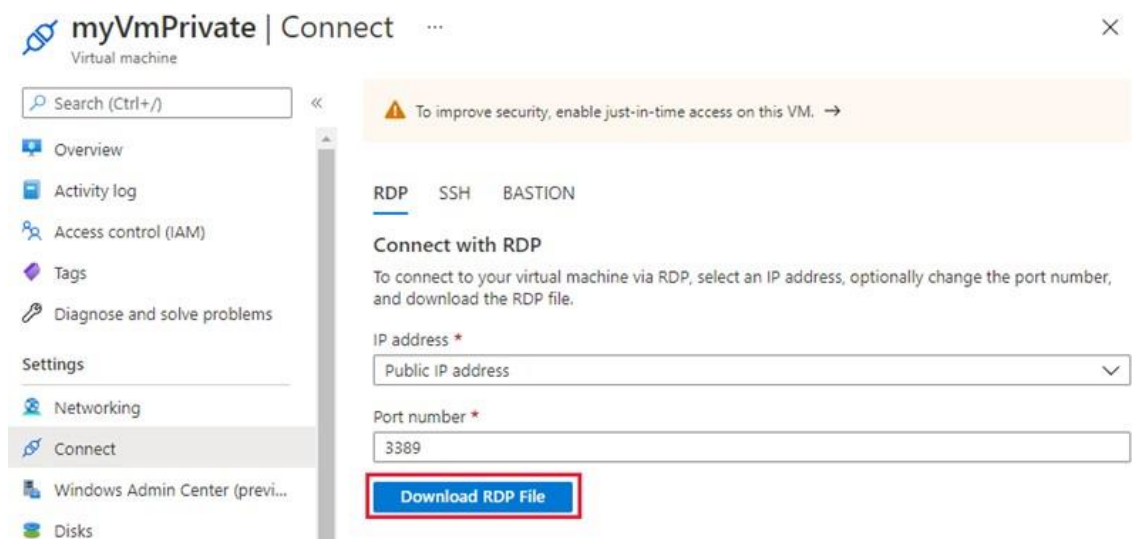 myVmPrivate | Connect ...
Virtual machine
Search (Ctrl+/)
Overview
Activity log
Access control (IAM)
Tags
Diagnose and solve problems
Settings
Networking
Connect
Windows Admin Center (previ...
Disks
To improve security, enable just-in-time access on this VM. →
RDP SSH BASTION
Connect with RDP
To connect to your virtual machine via RDP, select an IP address, optionally change the port number,
and download the RDP file.
IP address *
Public IP address
Port number *
3389
Download RDP File